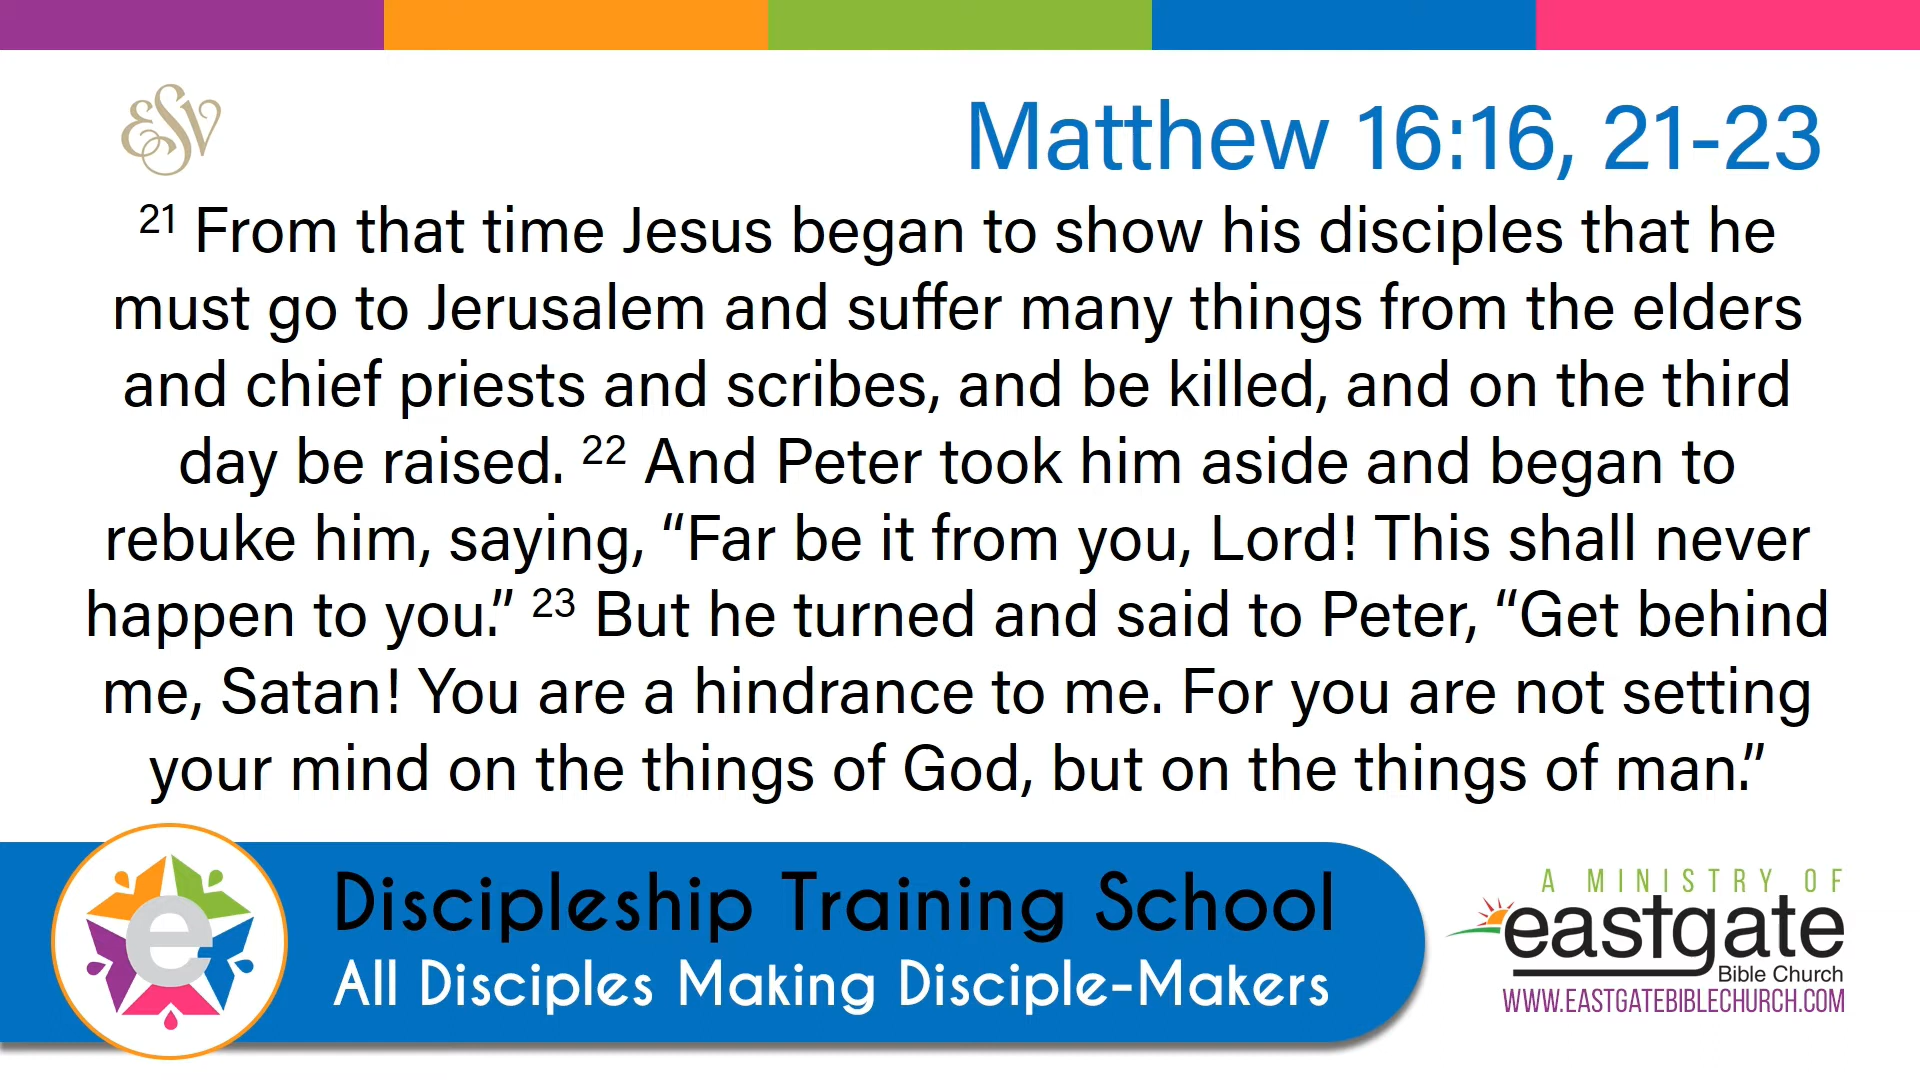 ESV
Matthew 16:16, 21-23
21 From that time Jesus began to show his disciples that he
must go to Jerusalem and suffer many things from the elders
and chief priests and scribes, and be killed, and on the third
day be raised. 22 And Peter took him aside and began to
rebuke him, saying, “Far be it from you, Lord! This shall never
happen to you.” 23 But he turned and said to Peter, “Get behind
me, Satan! You are a hindrance to me. For you are not setting
your mind on the things of God, but on the things of man.”
e
Discipleship Training School
All Disciples Making Disciple-Makers
A MINISTRY OF
eastgate
Bible Church
WWW.EASTGATEBIBLECHURCH.COM